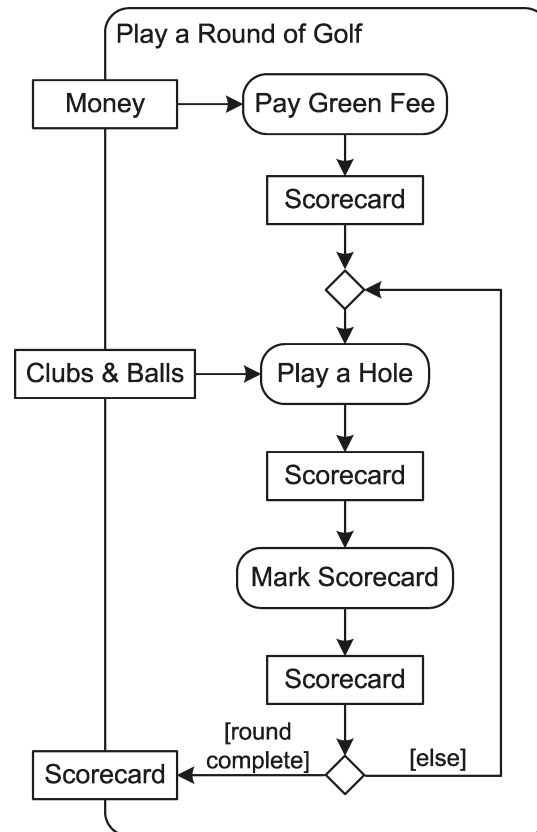 Play a Round of Golf
Money
Pay Green Fee
Scorecard
Clubs & Balls
Play a Hole
Scorecard
Mark Scorecard
Scorecard
[round
complete]
[else]
Scorecard